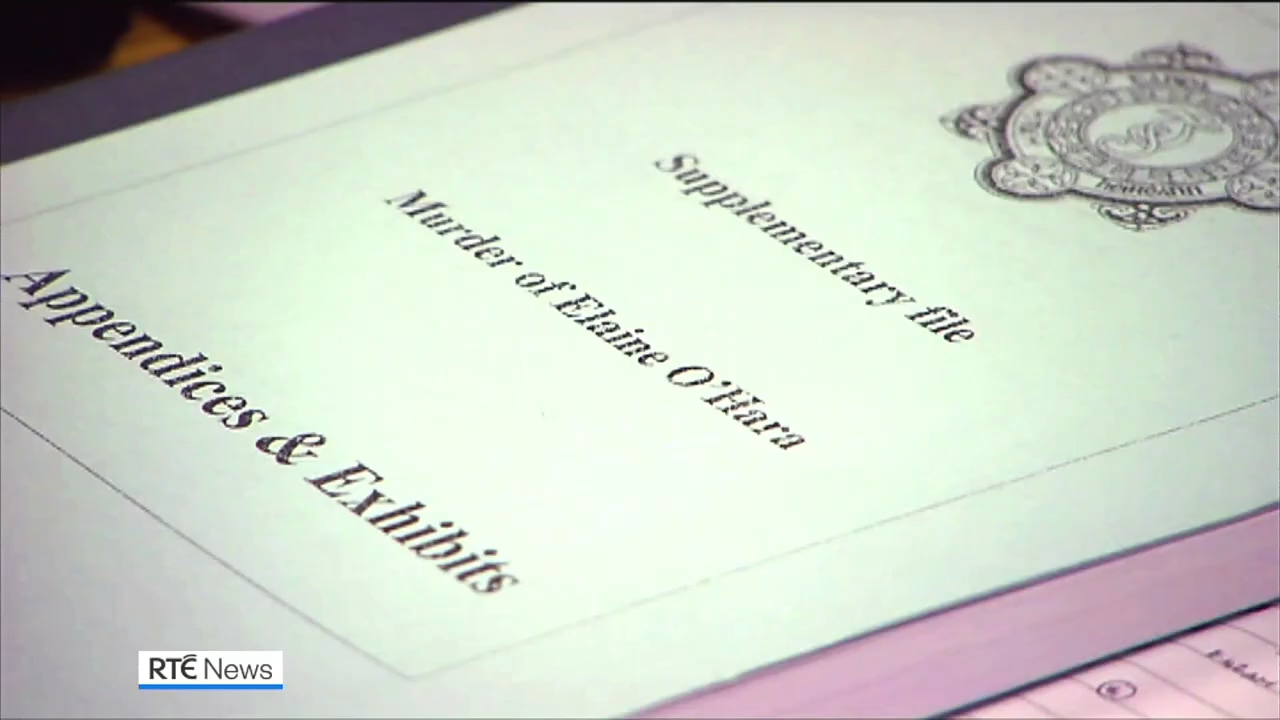 Supplementary file
Murder of Elaine O'Hara
Appendices & Exhibits
RTÉ News